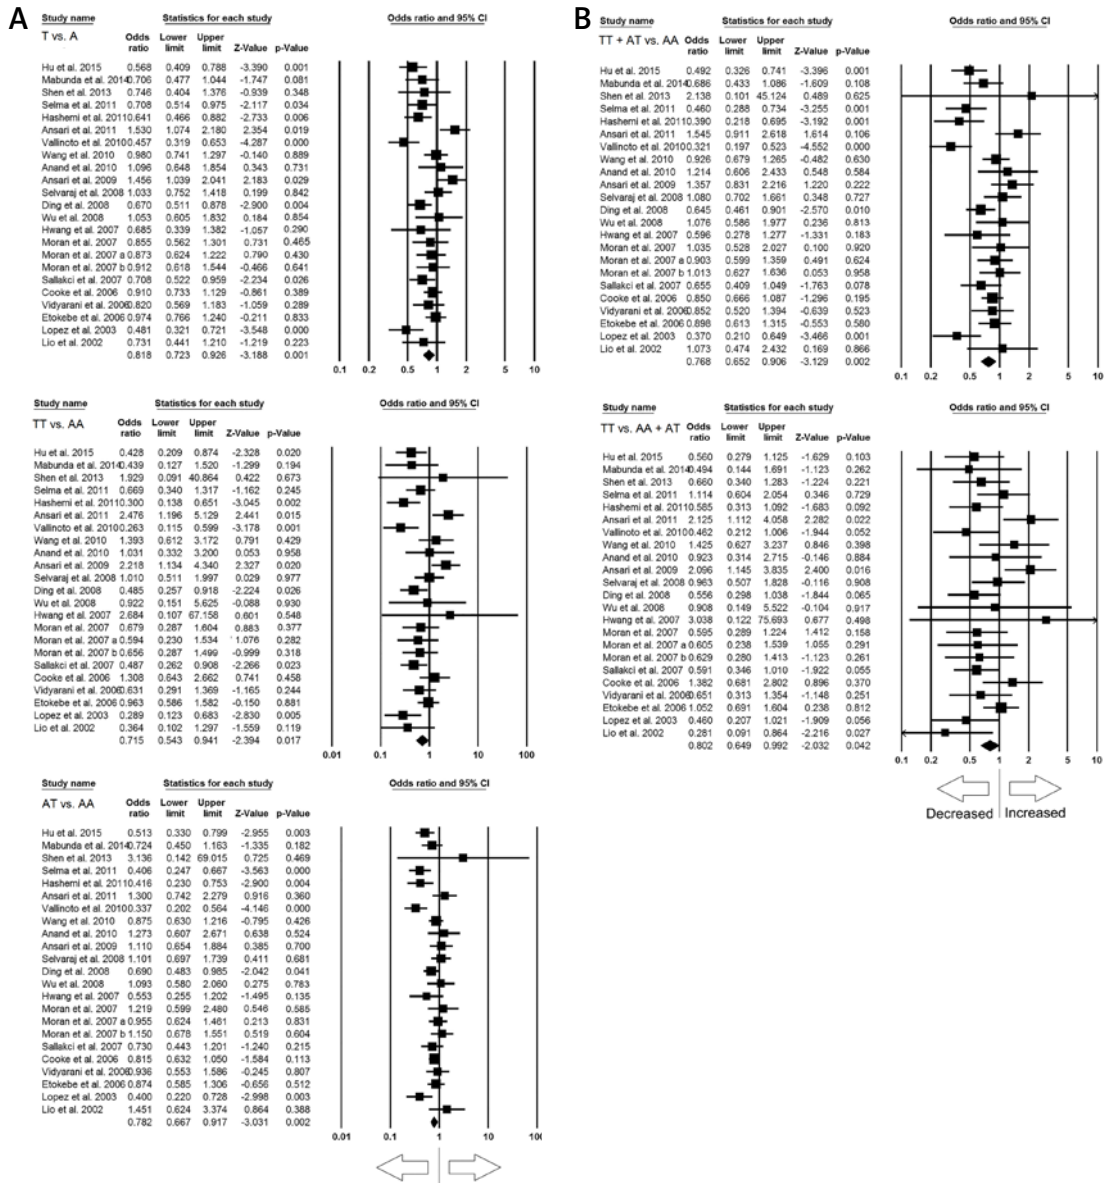 A
Study name Statistics for each study Odds ratio and 95% CI
T vs. A Odds ratio Lower limit Upper limit Z-Value p-Value
Hu et al. 2015 0.568 0.409 0.788 -3.390 0.001
Mabunda et al. 2014 0.706 0.477 1.044 -1.747 0.081
Shen et al. 2013 0.746 0.404 1.376 -0.939 0.348
Selma et al. 2011 0.708 0.514 0.975 -2.117 0.034
Hashemi et al. 2011 0.641 0.466 0.882 -2.733 0.006
Ansari et al. 2011 1.530 1.074 2.180 2.354 0.019
Vallinoto et al. 2010 0.457 0.319 0.653 -4.287 0.000
Wang et al. 2010 0.980 0.741 1.297 -0.140 0.889
Anand et al. 2010 1.096 0.648 1.854 0.343 0.731
Ansari et al. 2009 1.456 1.039 2.041 2.183 0.029
Selvaraj et al. 2008 1.033 0.752 1.418 0.199 0.842
Ding et al. 2008 0.670 0.511 0.878 -2.900 0.004
Wu et al. 2008 1.053 0.605 1.832 0.184 0.854
Hwang et al. 2007 0.685 0.339 1.382 -1.057 0.290
Moran et al. 2007 0.855 0.562 1.301 0.731 0.465
Moran et al. 2007 a 0.873 0.624 1.222 0.790 0.430
Moran et al. 2007 b 0.912 0.618 1.544 -0.466 0.641
Sallakci et al. 2007 0.708 0.522 0.959 -2.234 0.026
Cooke et al. 2006 0.910 0.733 1.129 -0.861 0.389
Vidyarani et al. 2006 0.820 0.569 1.183 -1.059 0.289
Etokebe et al. 2006 0.974 0.766 1.240 -0.211 0.833
Lopez et al. 2003 0.481 0.321 0.721 -3.548 0.000
Lio et al. 2002 0.731 0.441 1.210 -1.219 0.223
0.818 0.723 0.926 -3.188 0.001
0.1 0.2 0.5 1 2 5 10
Study name Statistics for each study Odds ratio and 95% CI
TT vs. AA Odds ratio Lower limit Upper limit Z-Value p-Value
Hu et al. 2015 0.428 0.209 0.874 -2.328 0.020
Mabunda et al. 2014 0.439 0.127 1.520 -1.299 0.194
Shen et al. 2013 1.929 0.091 40.864 0.422 0.673
Selma et al. 2011 0.669 0.340 1.317 -1.162 0.245
Hashemi et al. 2011 0.300 0.138 0.651 -3.045 0.002
Ansari et al. 2011 2.476 1.196 5.129 2.441 0.015
Vallinoto et al. 2010 0.263 0.115 0.599 -3.178 0.001
Wang et al. 2010 1.393 0.612 3.172 0.791 0.429
Anand et al. 2010 1.031 0.332 3.200 0.053 0.958
Ansari et al. 2009 2.218 1.134 4.340 2.327 0.020
Selvaraj et al. 2008 1.010 0.511 1.997 0.029 0.977
Ding et al. 2008 0.485 0.257 0.918 -2.224 0.026
Wu et al. 2008 0.922 0.151 5.625 -0.088 0.930
Hwang et al. 2007 2.684 0.107 67.158 0.601 0.548
Moran et al. 2007 0.679 0.287 1.604 0.883 0.377
Moran et al. 2007 a 0.594 0.230 1.534 1.076 0.282
Moran et al. 2007 b 0.656 0.287 1.499 -0.999 0.318
Sallakci et al. 2007 0.487 0.262 0.908 -2.266 0.023
Cooke et al. 2006 1.308 0.643 2.662 0.741 0.458
Vidyarani et al. 2006 0.631 0.291 1.369 -1.165 0.244
Etokebe et al. 2006 0.963 0.586 1.582 -0.150 0.881
Lopez et al. 2003 0.289 0.123 0.683 -2.830 0.005
Lio et al. 2002 0.364 0.102 1.297 -1.559 0.119
0.715 0.543 0.941 -2.394 0.017
0.01 0.1 1 10 100
Study name Statistics for each study Odds ratio and 95% CI
AT vs. AA Odds ratio Lower limit Upper limit Z-Value p-Value
Hu et al. 2015 0.513 0.330 0.799 -2.955 0.003
Mabunda et al. 2014 0.724 0.450 1.163 -1.335 0.182
Shen et al. 2013 3.136 0.142 69.015 0.725 0.469
Selma et al. 2011 0.406 0.247 0.667 -3.563 0.000
Hashemi et al. 2011 0.416 0.230 0.753 -2.900 0.004
Ansari et al. 2011 1.300 0.742 2.279 0.916 0.360
Vallinoto et al. 2010 0.337 0.202 0.564 -4.146 0.000
Wang et al. 2010 0.875 0.630 1.216 -0.795 0.426
Anand et al. 2010 1.273 0.607 2.671 0.638 0.524
Ansari et al. 2009 1.110 0.654 1.884 0.385 0.700
Selvaraj et al. 2008 1.101 0.697 1.739 0.411 0.681
Ding et al. 2008 0.690 0.483 0.985 -2.042 0.041
Wu et al. 2008 1.093 0.580 2.060 0.275 0.783
Hwang et al. 2007 0.553 0.255 1.202 -1.495 0.135
Moran et al. 2007 1.219 0.599 2.480 0.546 0.585
Moran et al. 2007 a 0.955 0.624 1.461 0.213 0.831
Moran et al. 2007 b 1.150 0.678 1.551 0.519 0.604
Sallakci et al. 2007 0.730 0.443 1.201 -1.240 0.215
Cooke et al. 2006 0.815 0.632 1.050 -1.584 0.113
Vidyarani et al. 2006 0.936 0.553 1.586 -0.245 0.807
Etokebe et al. 2006 0.874 0.585 1.306 -0.656 0.512
Lopez et al. 2003 0.400 0.220 0.728 -2.998 0.003
Lio et al. 2002 1.451 0.624 3.374 0.864 0.388
0.782 0.667 0.917 -3.031 0.002
0.01 0.1 1 10 100
B
Study name Statistics for each study Odds ratio and 95% CI
TT + AT vs. AA Odds ratio Lower limit Upper limit Z-Value p-Value
Hu et al. 2015 0.492 0.326 0.741 -3.396 0.001
Mabunda et al. 2014 0.686 0.433 1.086 -1.609 0.108
Shen et al. 2013 2.138 0.101 45.124 0.489 0.625
Selma et al. 2011 0.460 0.288 0.734 -3.255 0.001
Hashemi et al. 2011 0.390 0.218 0.695 -3.192 0.001
Ansari et al. 2011 1.545 0.911 2.618 1.614 0.106
Vallinoto et al. 2010 0.321 0.197 0.523 -4.552 0.000
Wang et al. 2010 0.926 0.679 1.265 -0.482 0.630
Anand et al. 2010 1.214 0.606 2.433 0.548 0.584
Ansari et al. 2009 1.357 0.831 2.216 1.220 0.222
Selvaraj et al. 2008 1.080 0.702 1.661 0.348 0.727
Ding et al. 2008 0.645 0.461 0.901 -2.570 0.010
Wu et al. 2008 1.076 0.586 1.977 0.236 0.813
Hwang et al. 2007 0.596 0.278 1.277 -1.331 0.183
Moran et al. 2007 1.035 0.528 2.027 0.100 0.920
Moran et al. 2007 a 0.903 0.599 1.359 0.491 0.624
Moran et al. 2007 b 1.013 0.627 1.636 0.053 0.958
Sallakci et al. 2007 0.655 0.409 1.049 -1.763 0.078
Cooke et al. 2006 0.850 0.666 1.087 -1.296 0.195
Vidyarani et al. 2006 0.852 0.520 1.394 -0.639 0.523
Etokebe et al. 2006 0.898 0.613 1.315 -0.553 0.580
Lopez et al. 2003 0.370 0.210 0.649 -3.466 0.001
Lio et al. 2002 1.073 0.474 2.432 0.169 0.866
0.768 0.652 0.906 -3.129 0.002
0.1 0.2 0.5 1 2 5 10
Study name Statistics for each study Odds ratio and 95% CI
TT vs. AA + AT Odds ratio Lower limit Upper limit Z-Value p-Value
Hu et al. 2015 0.560 0.279 1.125 -1.629 0.103
Mabunda et al. 2014 0.494 0.144 1.691 -1.123 0.262
Shen et al. 2013 0.660 0.340 1.283 -1.224 0.221
Selma et al. 2011 1.114 0.604 2.054 0.346 0.729
Hashemi et al. 2011 0.585 0.313 1.092 -1.683 0.092
Ansari et al. 2011 2.125 1.112 4.058 2.282 0.022
Vallinoto et al. 2010 0.462 0.212 1.006 -1.944 0.052
Wang et al. 2010 1.425 0.627 3.237 0.846 0.398
Anand et al. 2010 0.923 0.314 2.715 -0.146 0.884
Ansari et al. 2009 2.096 1.145 3.835 2.400 0.016
Selvaraj et al. 2008 0.963 0.507 1.828 -0.116 0.908
Ding et al. 2008 0.556 0.298 1.038 -1.844 0.065
Wu et al. 2008 0.908 0.149 5.522 -0.104 0.917
Hwang et al. 2007 3.038 0.122 75.693 0.677 0.498
Moran et al. 2007 0.595 0.289 1.224 1.412 0.158
Moran et al. 2007 a 0.605 0.238 1.539 1.055 0.291
Moran et al. 2007 b 0.629 0.280 1.413 -1.123 0.261
Sallakci et al. 2007 0.591 0.346 1.010 -1.922 0.055
Cooke et al. 2006 1.382 0.681 2.802 0.896 0.370
Vidyarani et al. 2006 0.651 0.313 1.354 -1.148 0.251
Etokebe et al. 2006 1.052 0.691 1.604 0.238 0.812
Lopez et al. 2003 0.460 0.207 1.021 -1.909 0.056
Lio et al. 2002 0.281 0.091 0.864 -2.216 0.027
0.802 0.649 0.992 -2.032 0.042
0.1 0.2 0.5 1 2 5 10
Decreased Increased